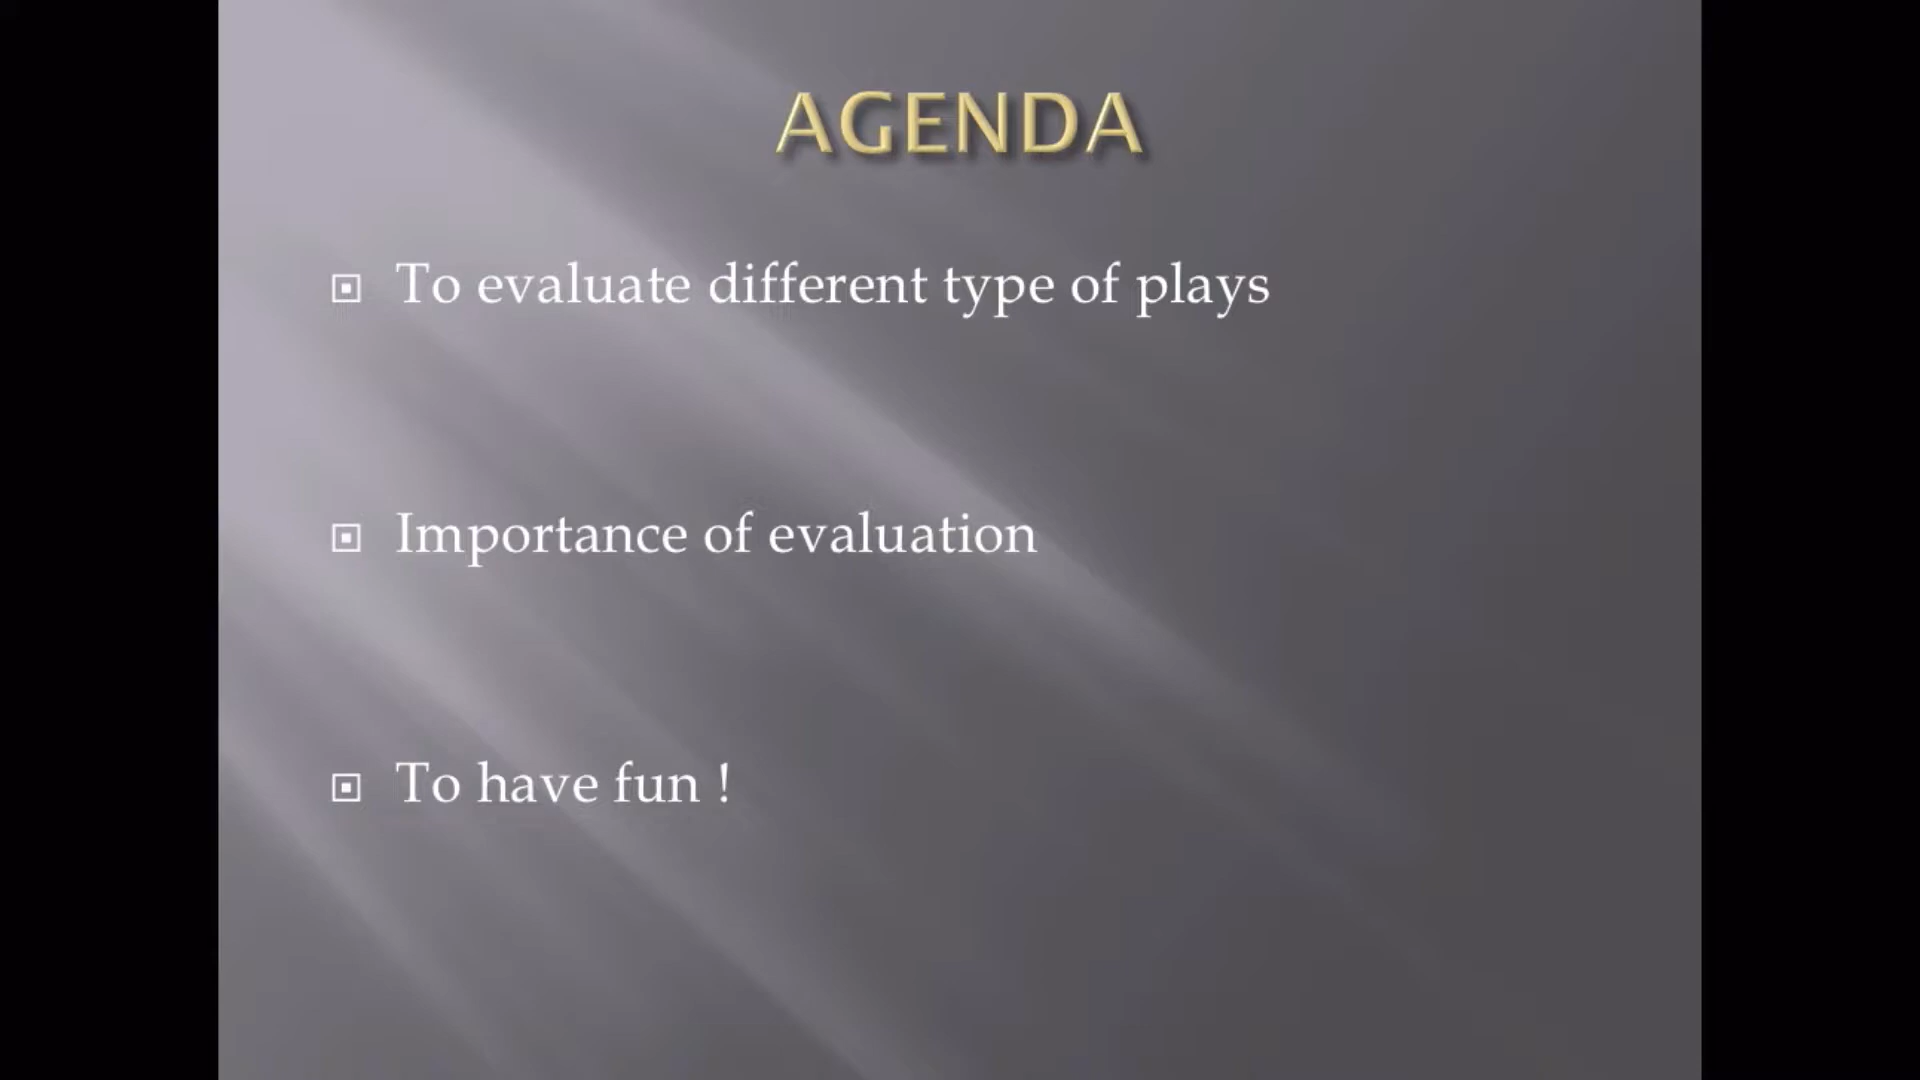 AGENDA
To evaluate different type of plays
Importance of evaluation
To have fun !